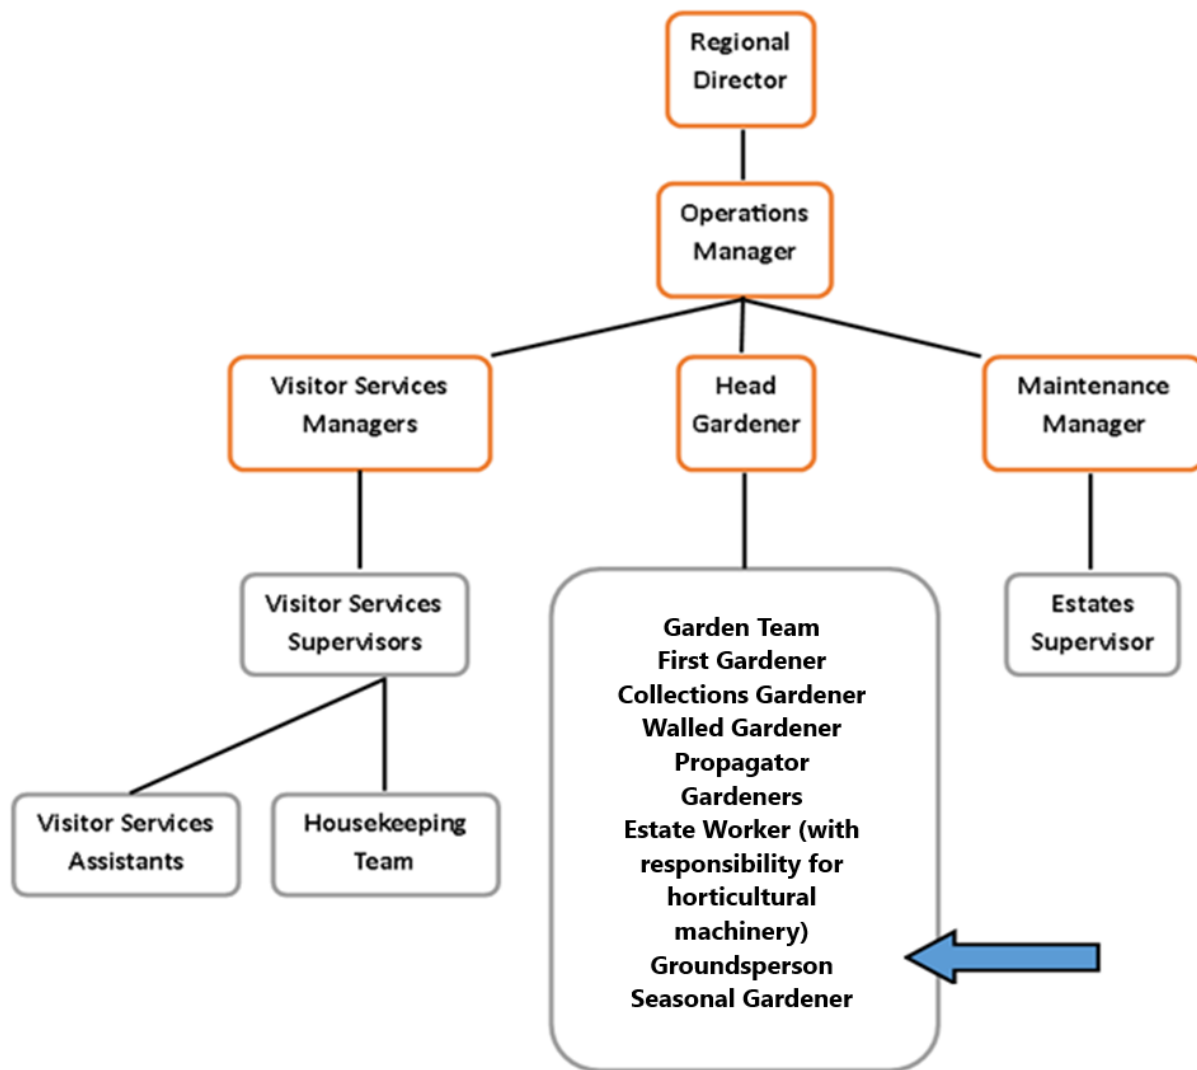 Regional
Director
Operations
Manager
Visitor Services
Managers
Head
Gardener
Maintenance
Manager
Visitor Services
Supervisors
Garden Team
First Gardener
Collections Gardener
Walled Gardener
Propagator
Gardeners
Estate Worker (with
responsibility for
horticultural
machinery)
Groundsperson
Seasonal Gardener
Estates
Supervisor
Visitor Services
Assistants
Housekeeping
Team